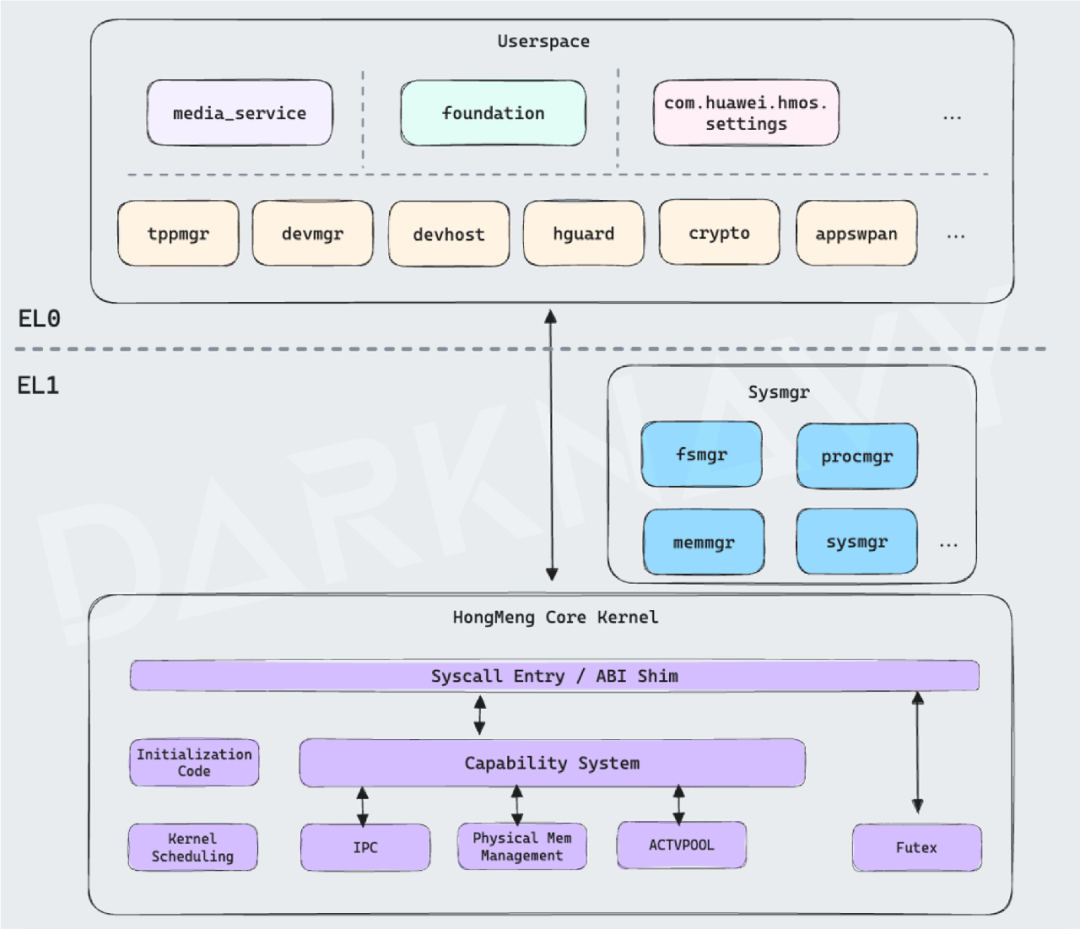 Userspace
media_service
foundation
com.huawei.hmos.
settings
...
tppmgr
devmgr
devhost
hguard
crypto
appswpan
...
EL0
EL1
Sysmgr
fsmgr
procmgr
memmgr
sysmgr
...
DARKNAVY
HongMeng Core Kernel
Syscall Entry / ABI Shim
Initialization
Code
Capability System
Kernel
Scheduling
IPC
Physical Mem
Management
ACTVPOOL
Futex